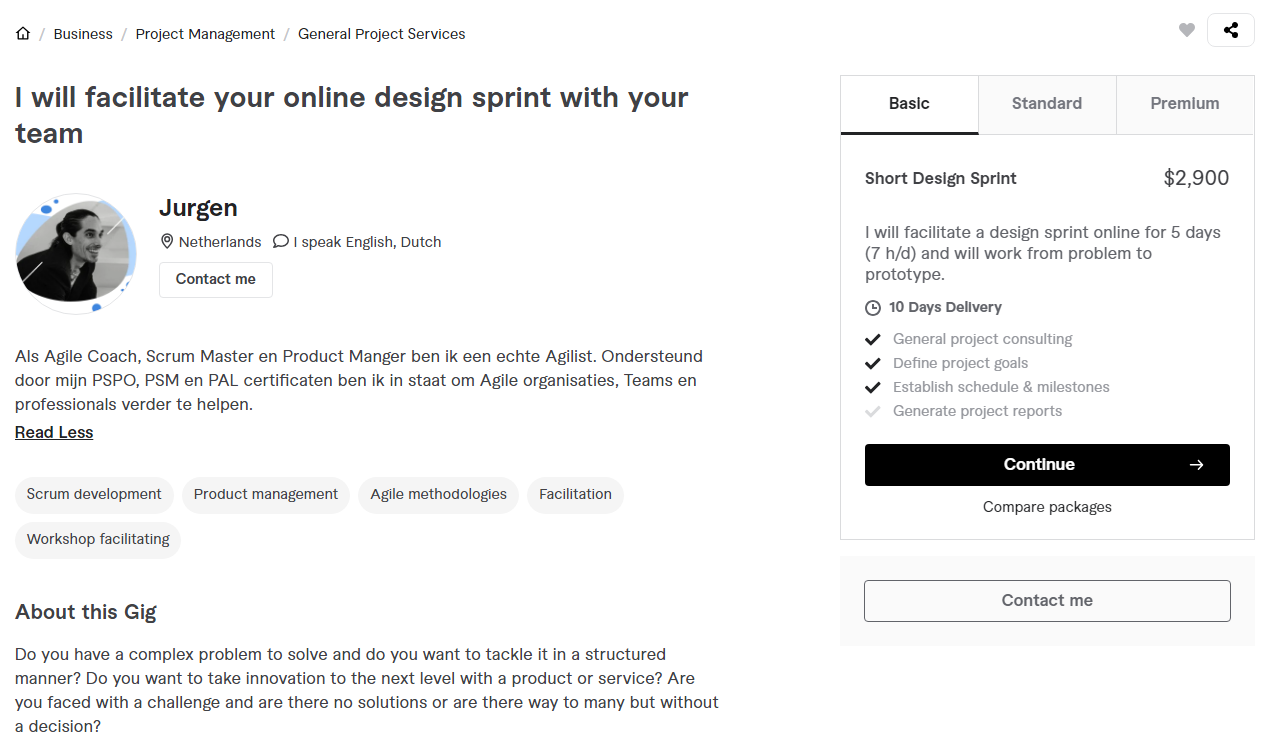 / Business / Project Management / General Project Services
I will facilitate your online design sprint with your
team
Jurgen
Netherlands I speak English, Dutch
Contact me
Als Agile Coach, Scrum Master en Product Manger ben ik een echte Agilist. Ondersteund
door mijn PSPO, PSM en PAL certificaten ben ik in staat om Agile organisaties, Teams en
professionals verder te helpen.
Read Less
Scrum development Product management Agile methodologies Facilitation
Workshop facilitating
About this Gig
Do you have a complex problem to solve and do you want to tackle it in a structured
manner? Do you want to take innovation to the next level with a product or service? Are
you faced with a challenge and are there no solutions or are there way to many but without
a decision?
Basic Standard Premium
Short Design Sprint $2,900
I will facilitate a design sprint online for 5 days
(7 h/d) and will work from problem to
prototype.
10 Days Delivery
General project consulting
Define project goals
Establish schedule & milestones
Generate project reports
Continue
Compare packages
Contact me